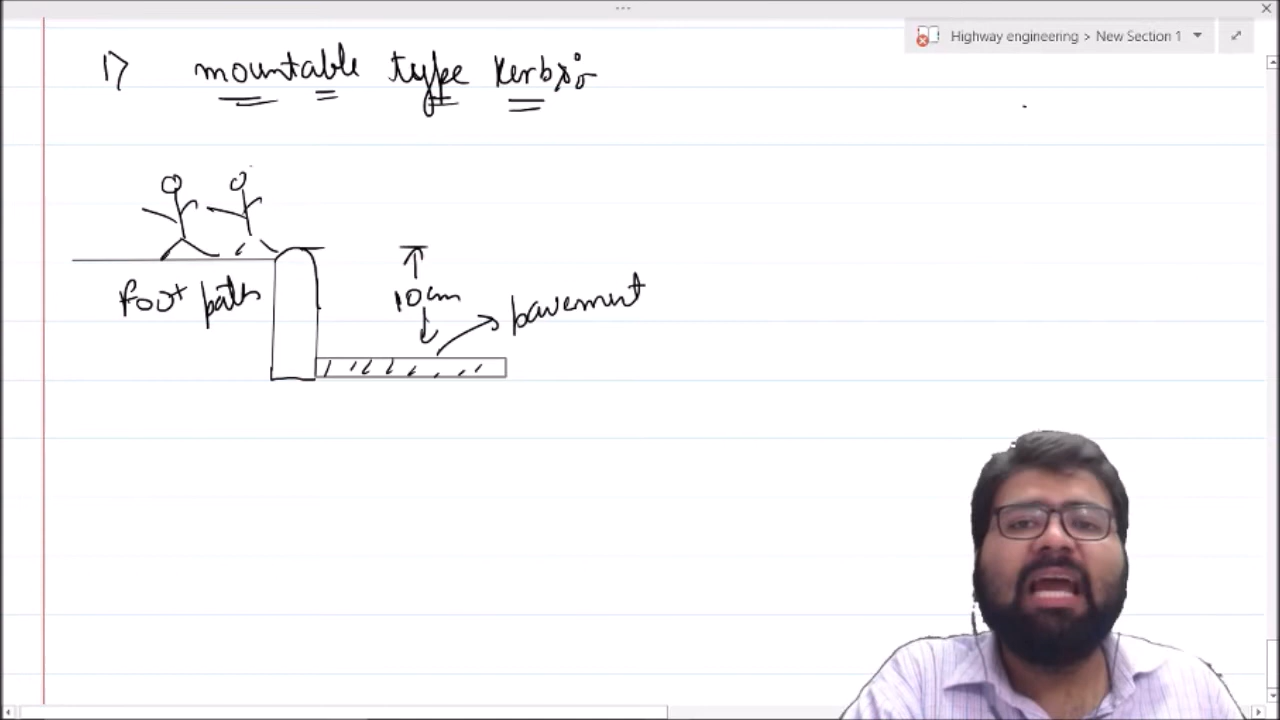 Highway engineering > New Section 1
1) mountable type Kerbs:
foot path
10cm
pavement